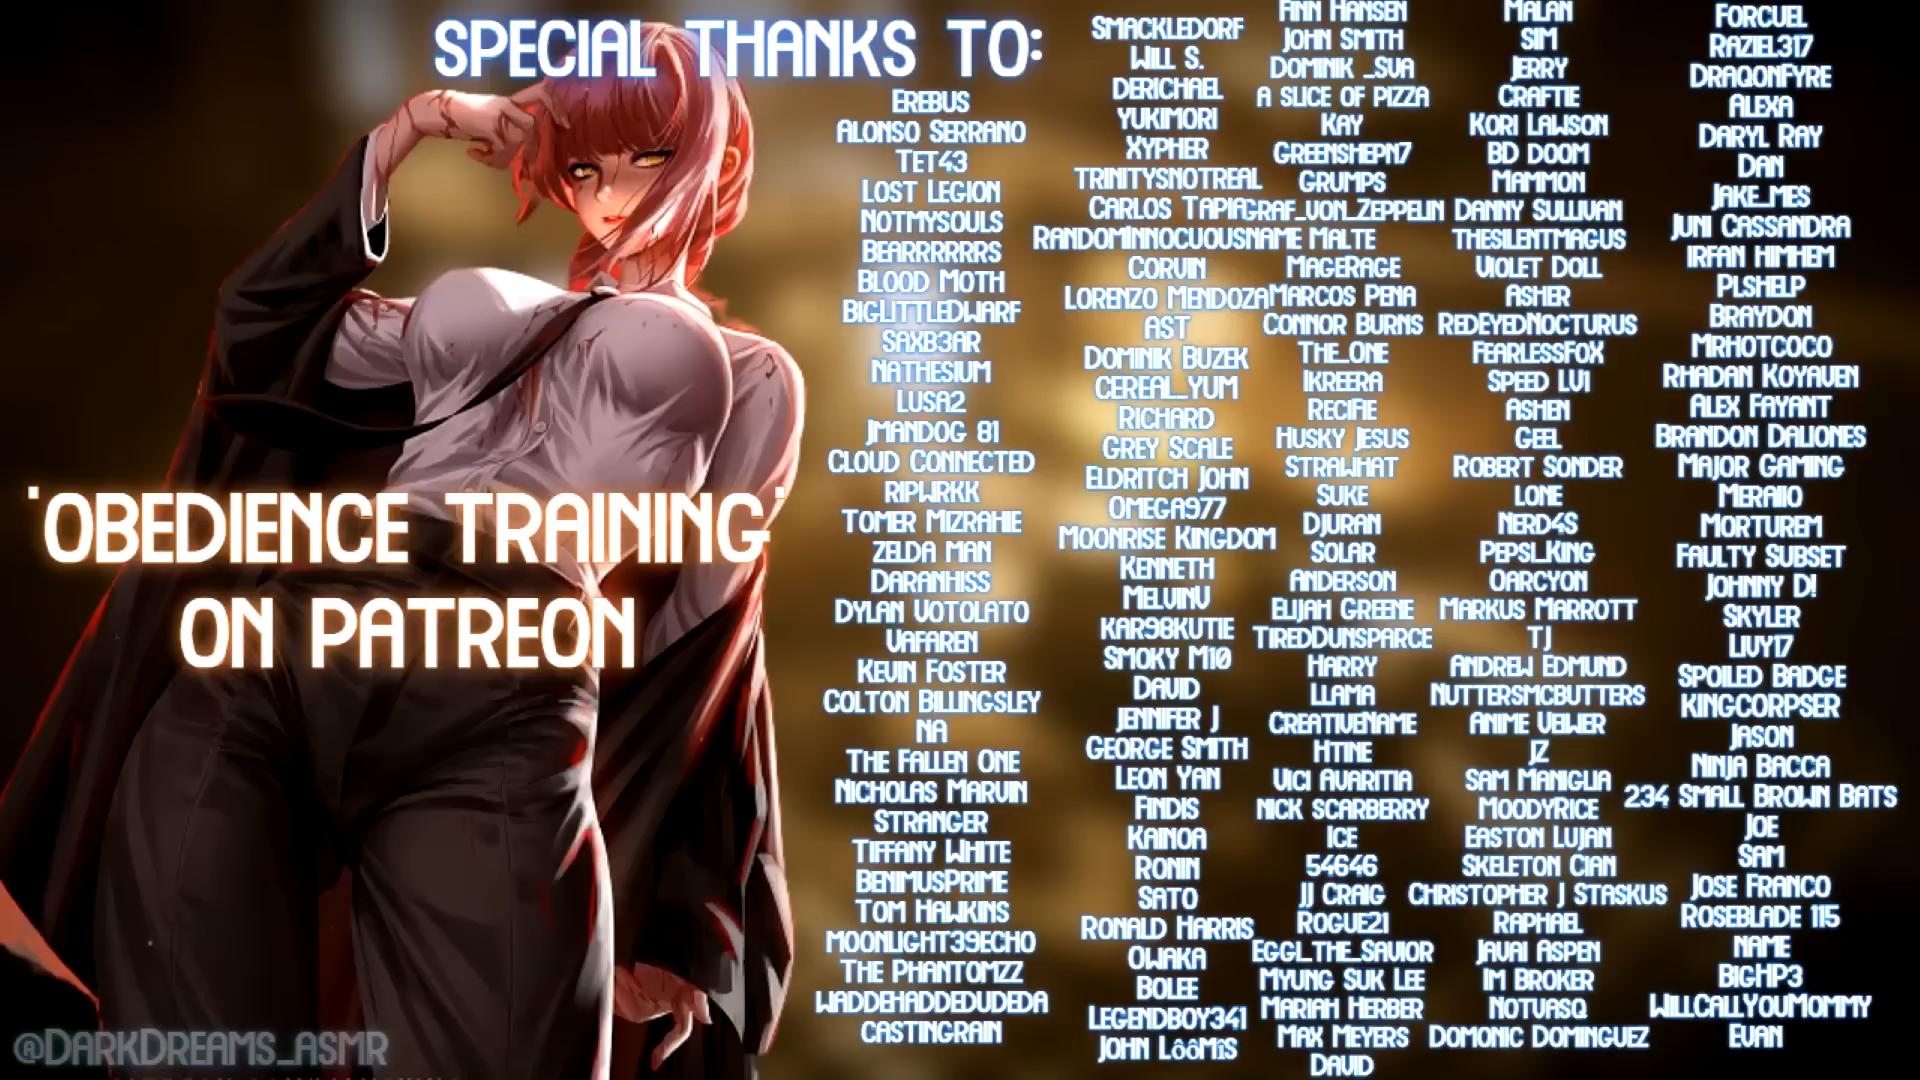 SPECIAL THANKS TO:
EREBUS
ALONSO SERRANO
TET43
LOST LEGION
NOTMYSOULS
BEARRRRRRS
BLOOD MOTH
BIGLITTLEDWARF
SAXB3AR
NATHESIUM
LUSA2
JMANDOG 81
CLOUD CONNECTED
RIPWRKK
TOMER MIZRAHIE
ZELDA MAN
DARANHISS
DYLAN VOTOLATO
VAFAREN
KEVIN FOSTER
COLTON BILLINGSLEY
NA
THE FALLEN ONE
NICHOLAS MARVIN
STRANGER
TIFFANY WHITE
BENIMUSPRIME
TOM HAWKINS
MOONLIGHT39ECHO
THE PHANTOMZZ
WADDEHADDEDUDEDA
CASTINGRAIN
SMACKLEDORF
WILL S.
DERICHAEL
YUKIMORI
XYPHER
TRINITYSNOTREAL
CARLOS TAPIA
RANDOMINNOCUOUSNAME
CORVIN
LORENZO MENDOZA
AST
DOMINIK BUZEK
CEREAL_YUM
RICHARD
GREY SCALE
ELDRITCH JOHN
OMEGA977
MOONRISE KINGDOM
KENNETH
MELVINV
KAR98KUTIE
SMOKY M10
DAVID
JENNIFER J
GEORGE SMITH
LEON YAN
FINDIS
KAINOA
RONIN
SATO
RONALD HARRIS
OWAKA
BOLEE
LEGENDBOY341
JOHN LôôMîS
FINN HANSEN
JOHN SMITH
DOMINIK _SVA
A SLICE OF PIZZA
KAY
GREENSHEPN7
GRUMPS
GRAF_VON_ZEPPELIN
MALTE
MAGERAGE
MARCOS PENA
CONNOR BURNS
THE_ONE
IKREERA
RECIFIE
HUSKY JESUS
STRAWHAT
SUKE
DJURAN
SOLAR
ANDERSON
ELIJAH GREENE
TIREDDUNSPARCE
HARRY
LLAMA
CREATIVENAME
HTINE
VICI AVARITIA
NICK SCARBERRY
ICE
54646
JJ CRAIG
ROGUE21
EGGI_THE_SAVIOR
MYUNG SUK LEE
MARIAH HERBER
MAX MEYERS
DAVID
MALAN
SIM
JERRY
CRAFTIE
KORI LAWSON
BD DOOM
MAMMON
DANNY SULLIVAN
THESILENTMAGUS
VIOLET DOLL
ASHER
REDEYEDNOCTURUS
FEARLESSFOX
SPEED LV1
ASHEN
GEEL
ROBERT SONDER
LONE
NERD4S
PEPSI_KING
OARCYON
MARKUS MARROTT
TJ
ANDREW EDMUND
NUTTERSMCBUTTERS
ANIME VEIWER
JZ
SAM MANIGLIA
MOODYRICE
EASTON LUJAN
SKELETON CIAN
CHRISTOPHER J STASKUS
RAPHAEL
JAVAI ASPEN
IM BROKER
NOTVASQ
DOMONIC DOMINGUEZ
FORCUEL
RAZIEL317
DRAQONFYRE
ALEXA
DARYL RAY
DAN
JAKE_MES
JUNI CASSANDRA
IRFAN HIMHEM
PLSHELP
BRAYDON
MRHOTCOCO
RHADAN KOYAVEN
ALEX FAYANT
BRANDON DALIONES
MAJOR GAMING
MERAIIO
MORTUREM
FAULTY SUBSET
JOHNNY D!
SKYLER
LIVY17
SPOILED BADGE
KINGCORPSER
JASON
NINJA BACCA
234 SMALL BROWN BATS
JOE
SAM
JOSE FRANCO
ROSEBLADE 115
NAME
BIGHP3
WILLCALLYOUMOMMY
EVAN
'OBEDIENCE TRAINING'
ON PATREON
@DARKDREAMS_ASMR